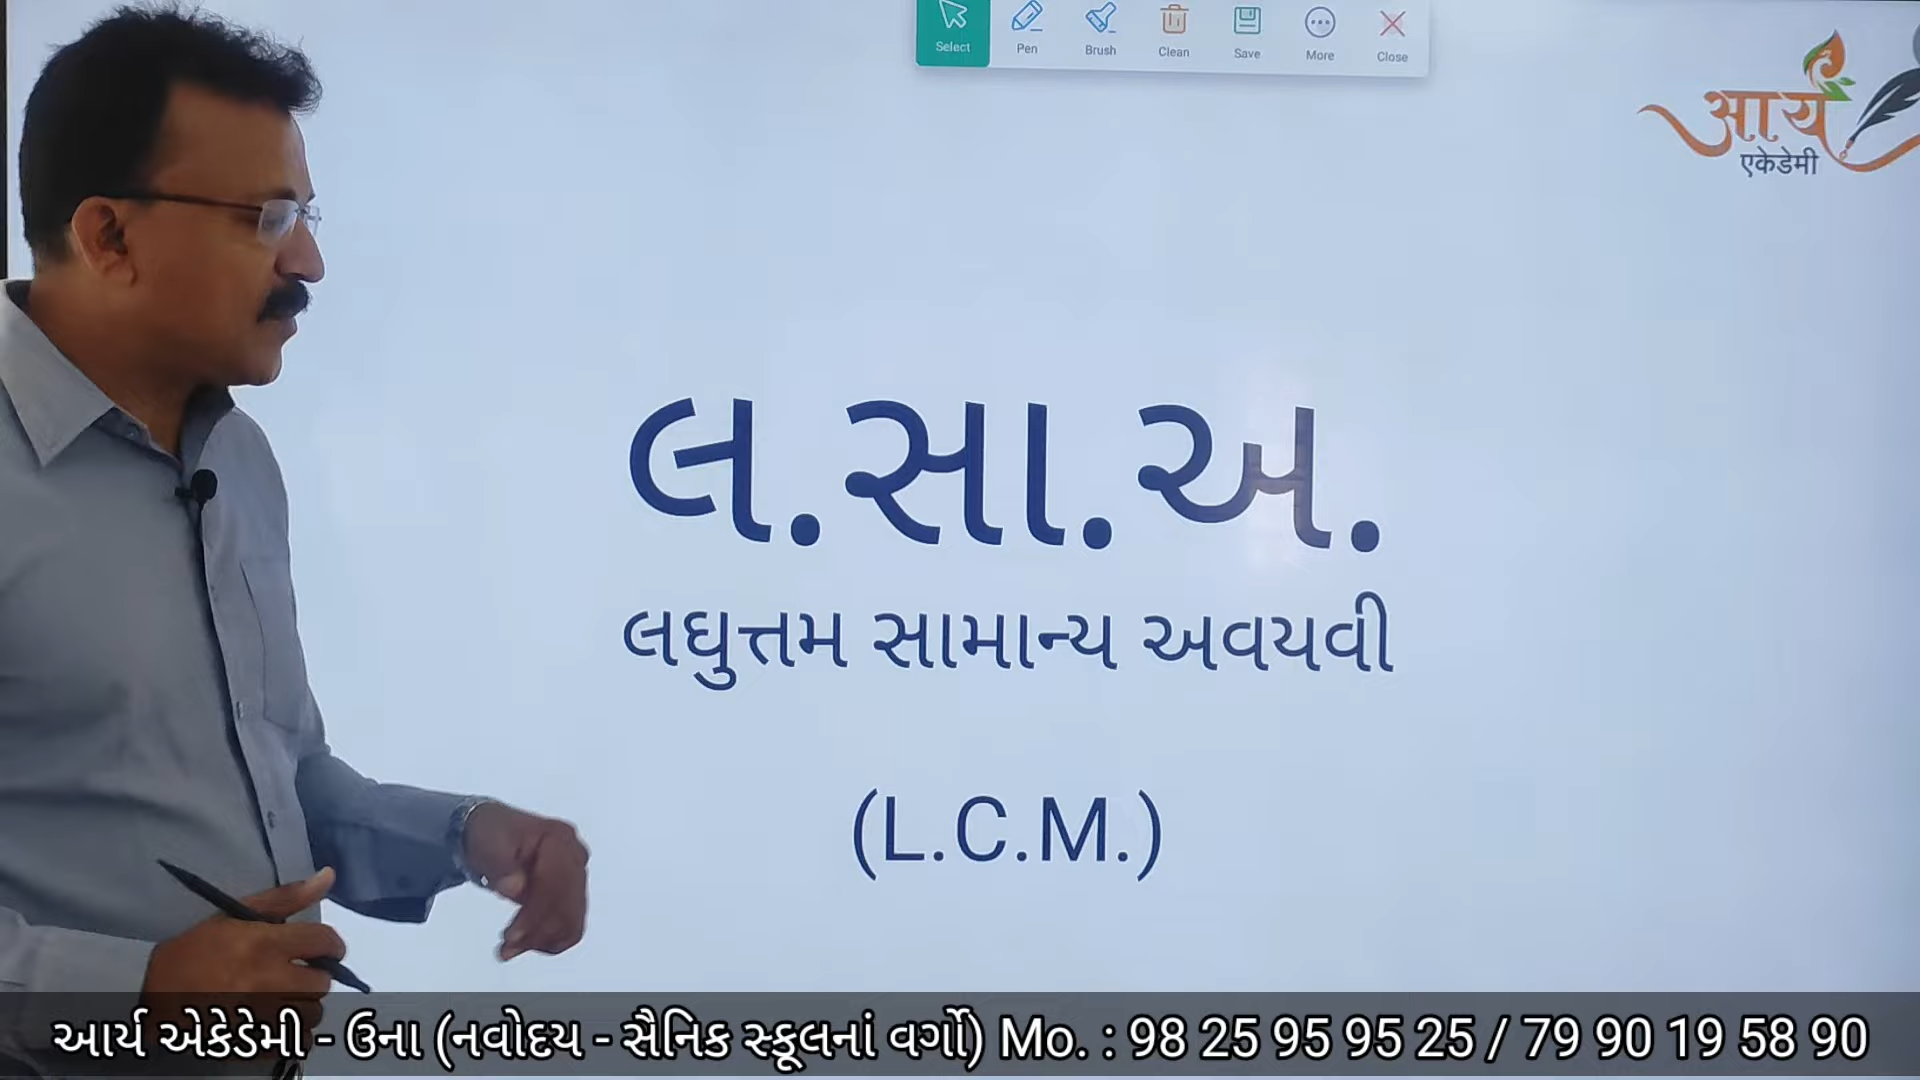 Select Pen Brush Clean Save More Close
आर्य
एकेडेमी
લ.સા.અ.
લઘુત્તમ સામાન્ય અવયવી
(L.C.M.)
આર્ય એકેડેમી - ઉના (નવોદય - સૈનિક સ્કૂલનાં વર્ગો) Mo. : 98 25 95 95 25 / 79 90 19 58 90